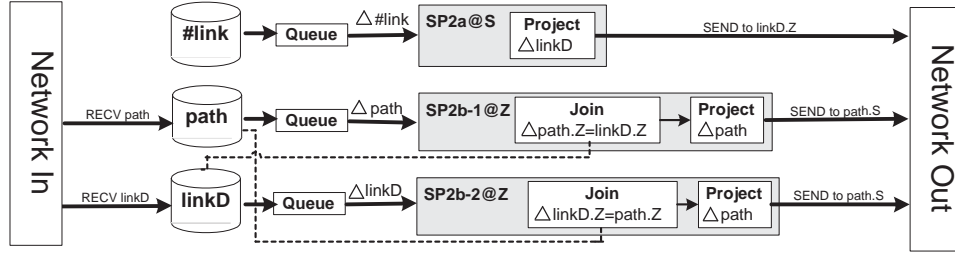 Network In
#link
Queue
△#link
SP2a@S
Project
△linkD
SEND to linkD.Z
RECV path
path
Queue
△path
SP2b-1@Z
Join
△path.Z=linkD.Z
Project
△path
SEND to path.S
RECV linkD
linkD
Queue
△linkD
SP2b-2@Z
Join
△linkD.Z=path.Z
Project
△path
SEND to path.S
Network Out